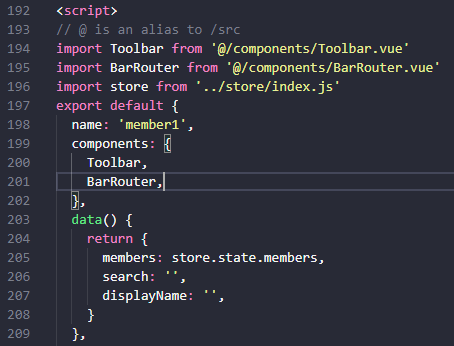 192 <script>
193 // @ is an alias to /src
194 import Toolbar from '@/components/Toolbar.vue'
195 import BarRouter from '@/components/BarRouter.vue'
196 import store from '../store/index.js'
197 export default {
198   name: 'member1',
199   components: {
200     Toolbar,
201     BarRouter,
202   },
203   data() {
204     return {
205       members: store.state.members,
206       search: '',
207       displayName: '',
208     }
209   },